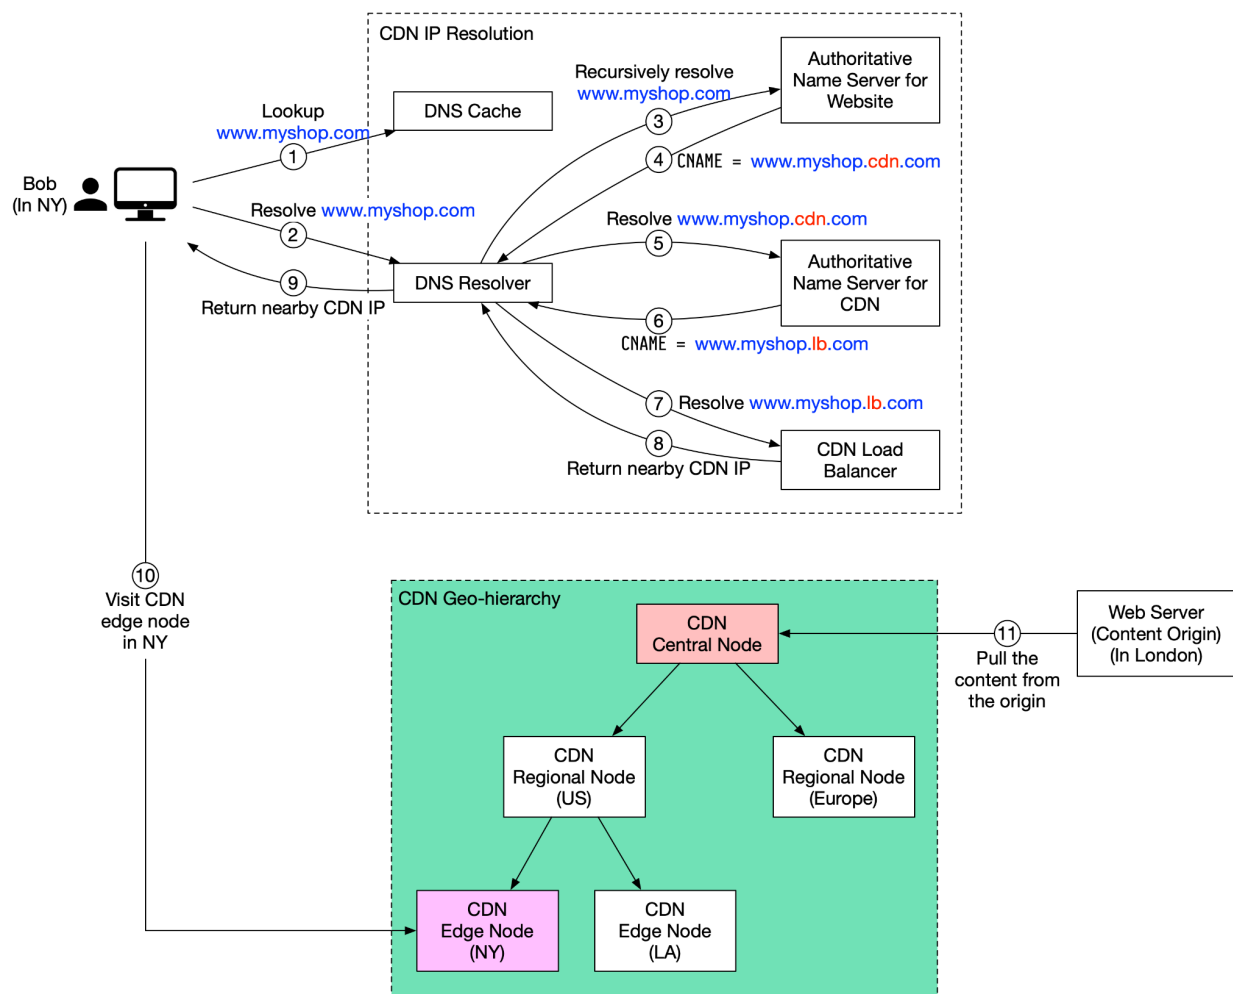 CDN IP Resolution
Authoritative
Name Server for
Website
Recursively resolve
www.myshop.com
3
Lookup
www.myshop.com
1
DNS Cache
4 CNAME = www.myshop.cdn.com
Bob
(In NY)
Resolve www.myshop.com
2
Resolve www.myshop.cdn.com
5
Authoritative
Name Server for
CDN
9
DNS Resolver
Return nearby CDN IP
6
CNAME = www.myshop.lb.com
7 Resolve www.myshop.lb.com
8
Return nearby CDN IP
CDN Load
Balancer
10
Visit CDN
edge node
in NY
CDN Geo-hierarchy
CDN
Central Node
11
Pull the
content from
the origin
Web Server
(Content Origin)
(In London)
CDN
Regional Node
(US)
CDN
Regional Node
(Europe)
CDN
Edge Node
(NY)
CDN
Edge Node
(LA)